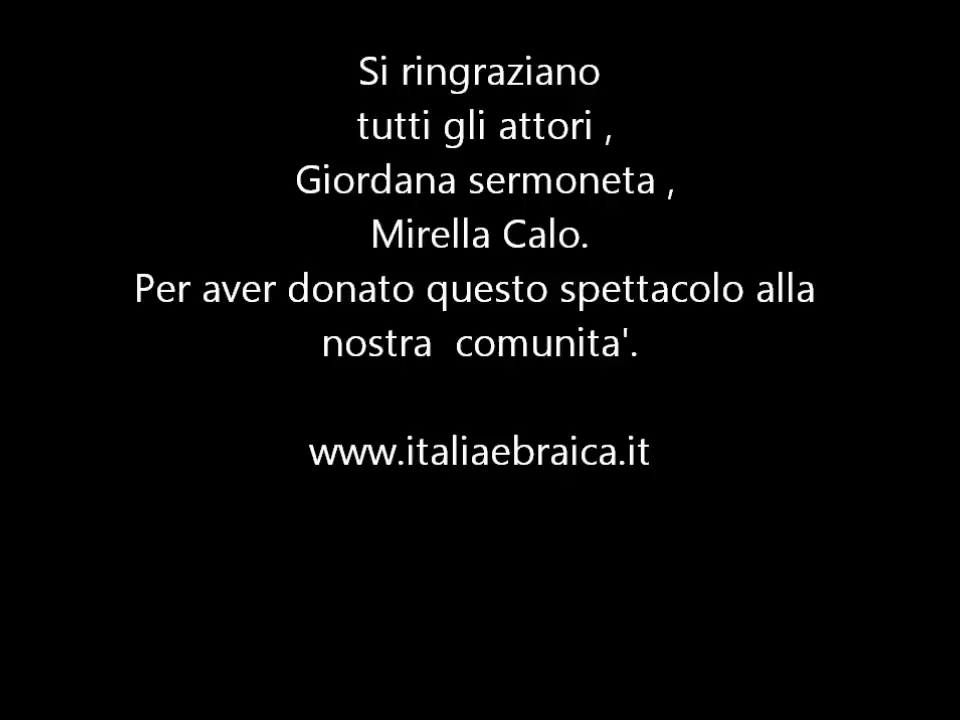 Si ringraziano
tutti gli attori ,
Giordana sermoneta ,
Mirella Calo.
Per aver donato questo spettacolo alla
nostra  comunita'.
www.italiaebraica.it